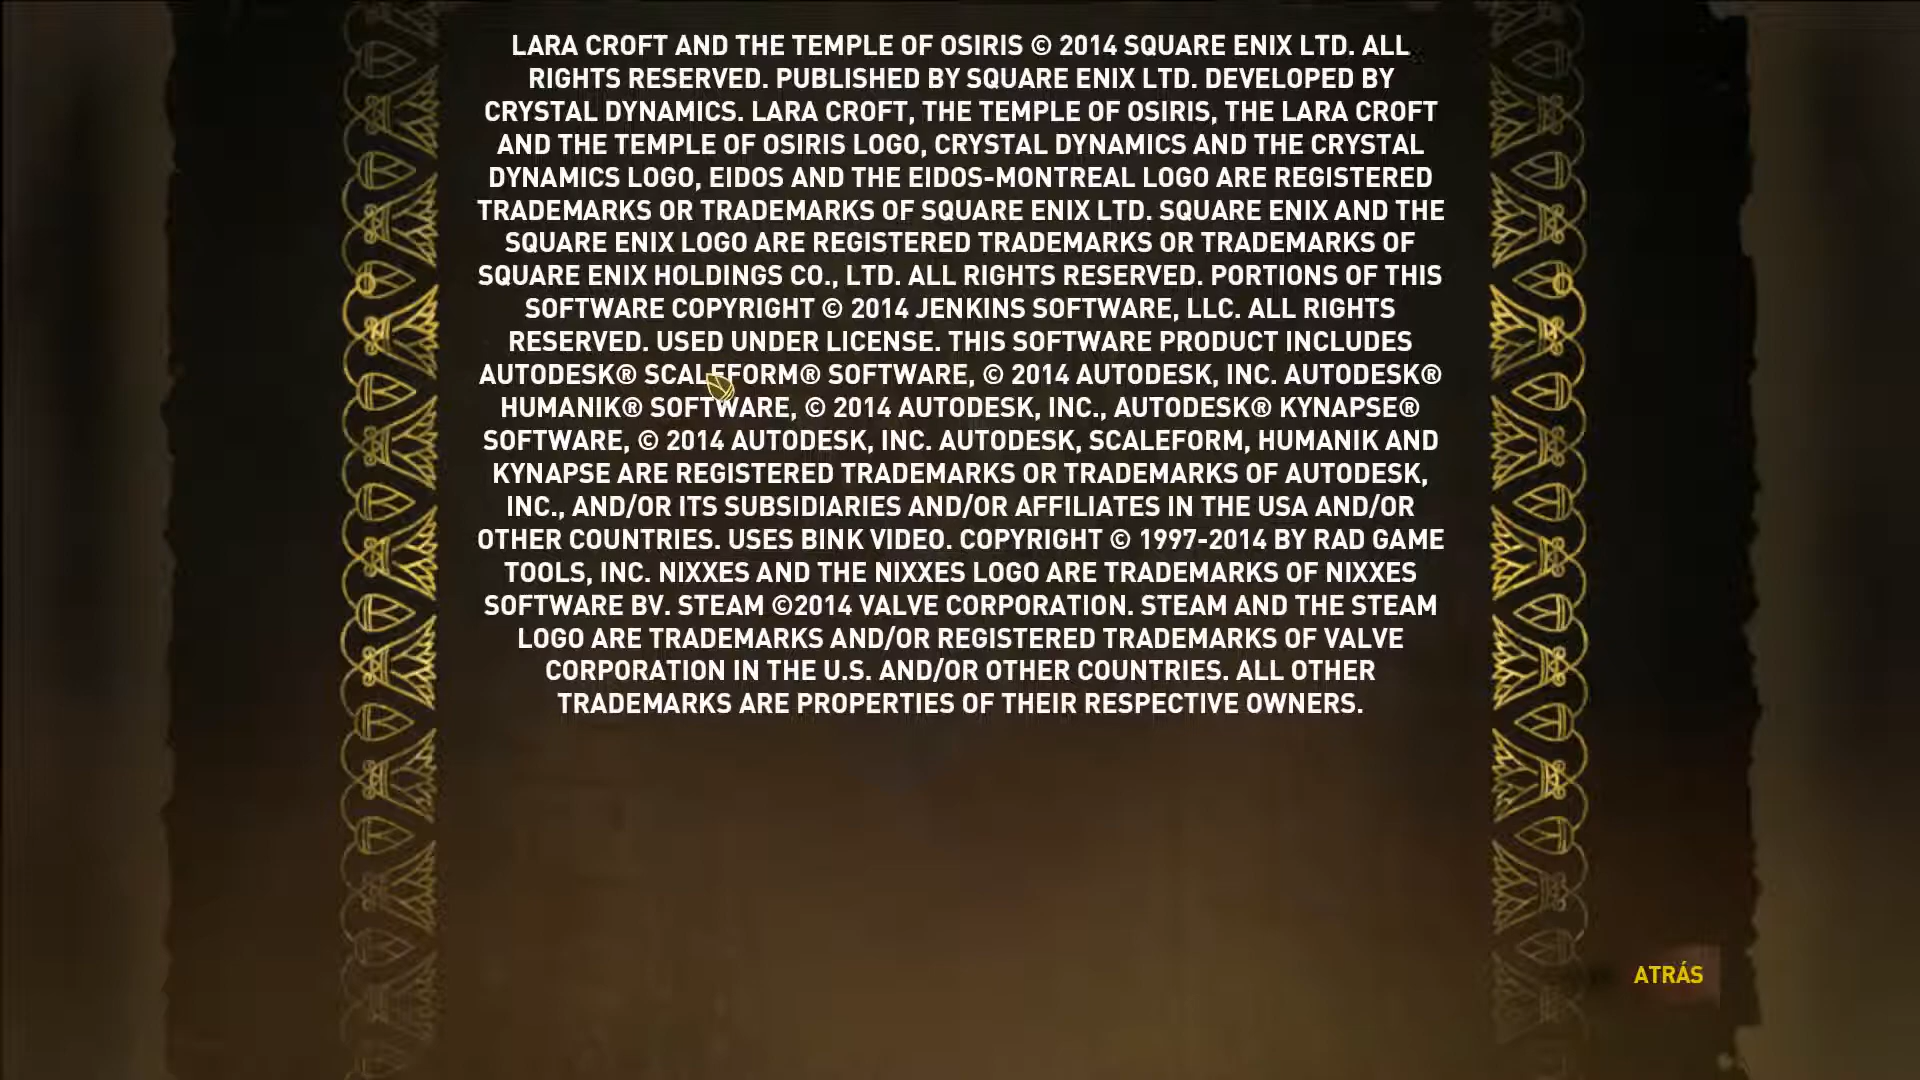 LARA CROFT AND THE TEMPLE OF OSIRIS © 2014 SQUARE ENIX LTD. ALL
RIGHTS RESERVED. PUBLISHED BY SQUARE ENIX LTD. DEVELOPED BY
CRYSTAL DYNAMICS. LARA CROFT, THE TEMPLE OF OSIRIS, THE LARA CROFT
AND THE TEMPLE OF OSIRIS LOGO, CRYSTAL DYNAMICS AND THE CRYSTAL
DYNAMICS LOGO, EIDOS AND THE EIDOS-MONTREAL LOGO ARE REGISTERED
TRADEMARKS OR TRADEMARKS OF SQUARE ENIX LTD. SQUARE ENIX AND THE
SQUARE ENIX LOGO ARE REGISTERED TRADEMARKS OR TRADEMARKS OF
SQUARE ENIX HOLDINGS CO., LTD. ALL RIGHTS RESERVED. PORTIONS OF THIS
SOFTWARE COPYRIGHT © 2014 JENKINS SOFTWARE, LLC. ALL RIGHTS
RESERVED. USED UNDER LICENSE. THIS SOFTWARE PRODUCT INCLUDES
AUTODESK® SCALEFORM® SOFTWARE, © 2014 AUTODESK, INC. AUTODESK®
HUMANIK® SOFTWARE, © 2014 AUTODESK, INC., AUTODESK® KYNAPSE®
SOFTWARE, © 2014 AUTODESK, INC. AUTODESK, SCALEFORM, HUMANIK AND
KYNAPSE ARE REGISTERED TRADEMARKS OR TRADEMARKS OF AUTODESK,
INC., AND/OR ITS SUBSIDIARIES AND/OR AFFILIATES IN THE USA AND/OR
OTHER COUNTRIES. USES BINK VIDEO. COPYRIGHT © 1997-2014 BY RAD GAME
TOOLS, INC. NIXXES AND THE NIXXES LOGO ARE TRADEMARKS OF NIXXES
SOFTWARE BV. STEAM ©2014 VALVE CORPORATION. STEAM AND THE STEAM
LOGO ARE TRADEMARKS AND/OR REGISTERED TRADEMARKS OF VALVE
CORPORATION IN THE U.S. AND/OR OTHER COUNTRIES. ALL OTHER
TRADEMARKS ARE PROPERTIES OF THEIR RESPECTIVE OWNERS.
ATRÁS